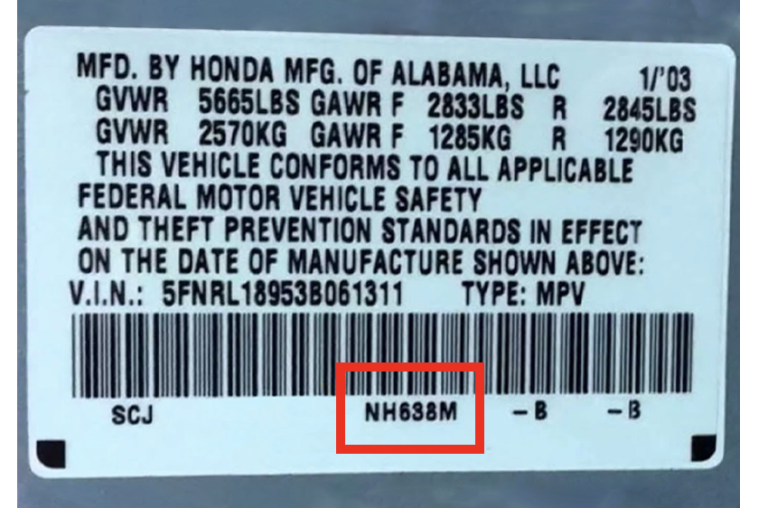 MFD. BY HONDA MFG. OF ALABAMA, LLC 1/'03
GVWR 5665LBS GAWR F 2833LBS R 2845LBS
GVWR 2570KG GAWR F 1285KG R 1290KG
THIS VEHICLE CONFORMS TO ALL APPLICABLE
FEDERAL MOTOR VEHICLE SAFETY
AND THEFT PREVENTION STANDARDS IN EFFECT
ON THE DATE OF MANUFACTURE SHOWN ABOVE:
V.I.N.: 5FNRL18953B061311 TYPE: MPV
SCJ NH638M –B –B